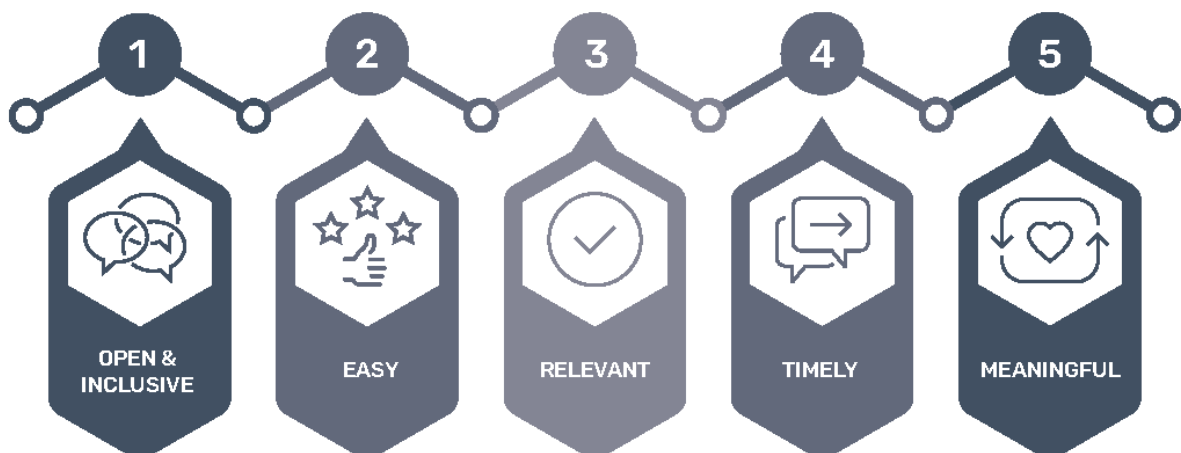 1
2
3
4
5
OPEN &
INCLUSIVE
EASY
RELEVANT
TIMELY
MEANINGFUL